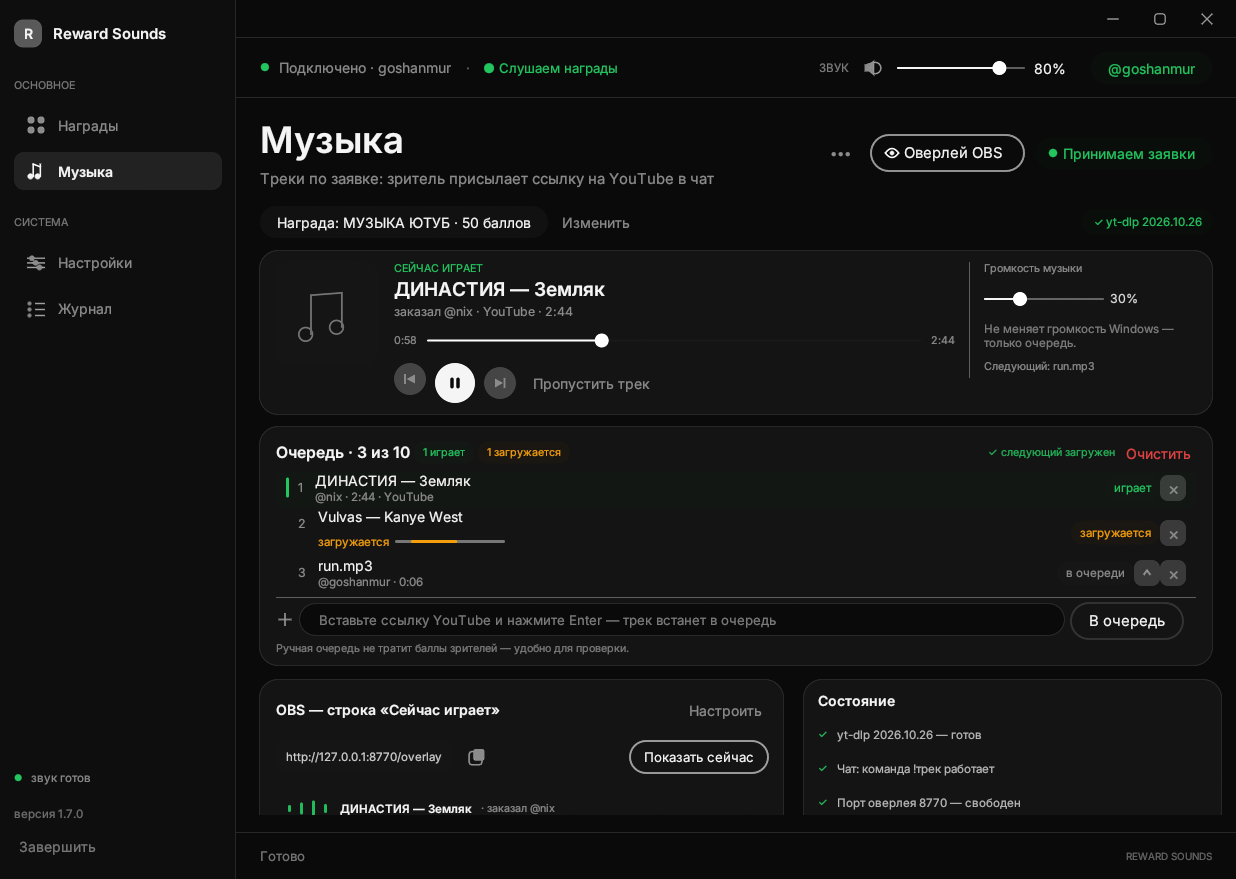 R Reward Sounds
ОСНОВНОЕ
Награды
Музыка
СИСТЕМА
Настройки
Журнал
звук готов
версия 1.7.0
Завершить
Подключено · goshanmur · Слушаем награды
ЗВУК 80% @goshanmur
Музыка
Треки по заявке: зритель присылает ссылку на YouTube в чат
••• Оверлей OBS Принимаем заявки
Награда: МУЗЫКА ЮТУБ · 50 баллов Изменить ✓ yt-dlp 2026.10.26
СЕЙЧАС ИГРАЕТ
ДИНАСТИЯ — Земляк
заказал @nix · YouTube · 2:44
0:58 2:44
Пропустить трек
Громкость музыки
30%
Не меняет громкость Windows —
только очередь.
Следующий: run.mp3
Очередь · 3 из 10 1 играет 1 загружается ✓ следующий загружен Очистить
1 ДИНАСТИЯ — Земляк играет
@nix · 2:44 · YouTube
2 Vulvas — Kanye West
загружается загружается
3 run.mp3 в очереди
@goshanmur · 0:06
Вставьте ссылку YouTube и нажмите Enter — трек встанет в очередь В очередь
Ручная очередь не тратит баллы зрителей — удобно для проверки.
OBS — строка «Сейчас играет» Настроить
http://127.0.0.1:8770/overlay Показать сейчас
ДИНАСТИЯ — Земляк · заказал @nix
Состояние
✓ yt-dlp 2026.10.26 — готов
✓ Чат: команда !трек работает
✓ Порт оверлея 8770 — свободен
Готово REWARD SOUNDS